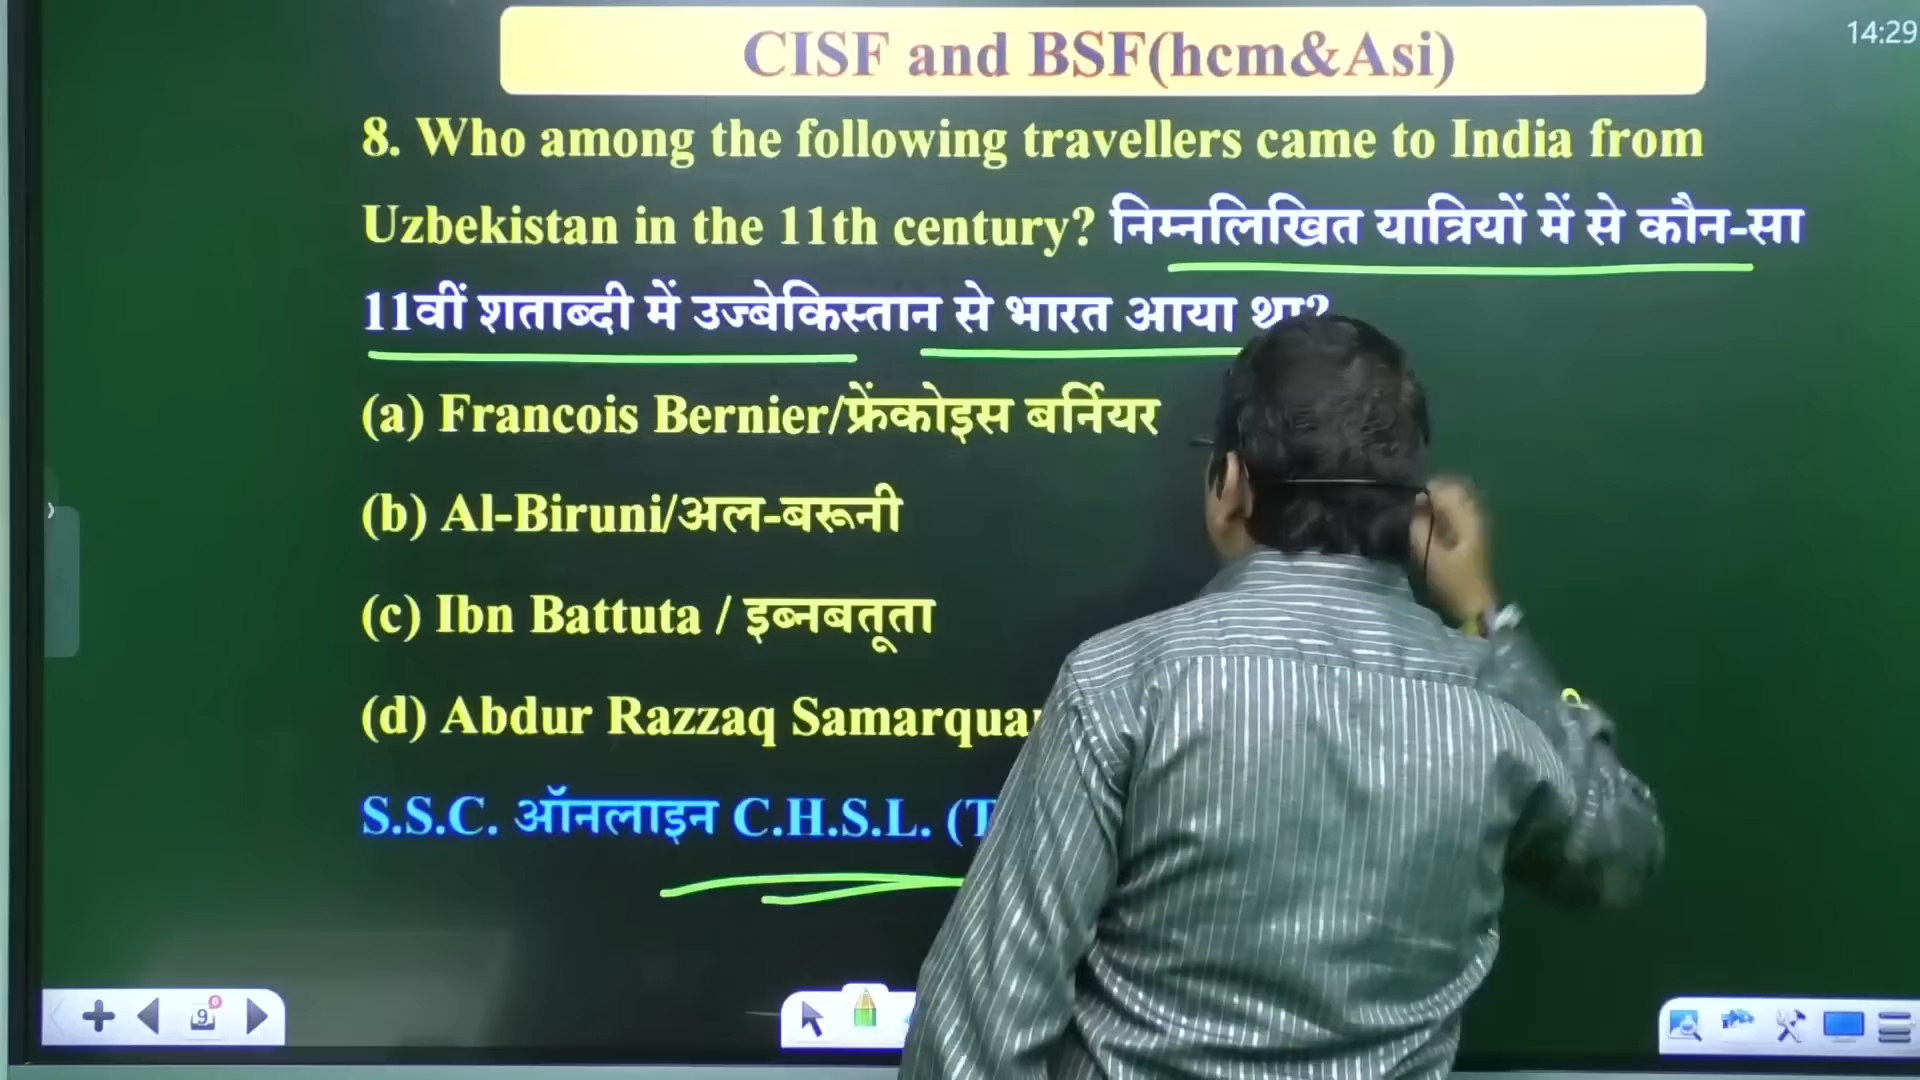 CISF and BSF(hcm&Asi)
14:29
8. Who among the following travellers came to India from
Uzbekistan in the 11th century? निम्नलिखित यात्रियों में से कौन-सा
11वीं शताब्दी में उज्बेकिस्तान से भारत आया था?
(a) Francois Bernier/फ्रेंकोइस बर्नियर
(b) Al-Biruni/अल-बरूनी
(c) Ibn Battuta / इब्नबतूता
(d) Abdur Razzaq
S.S.C. ऑनलाइन C.H.S.L.
9